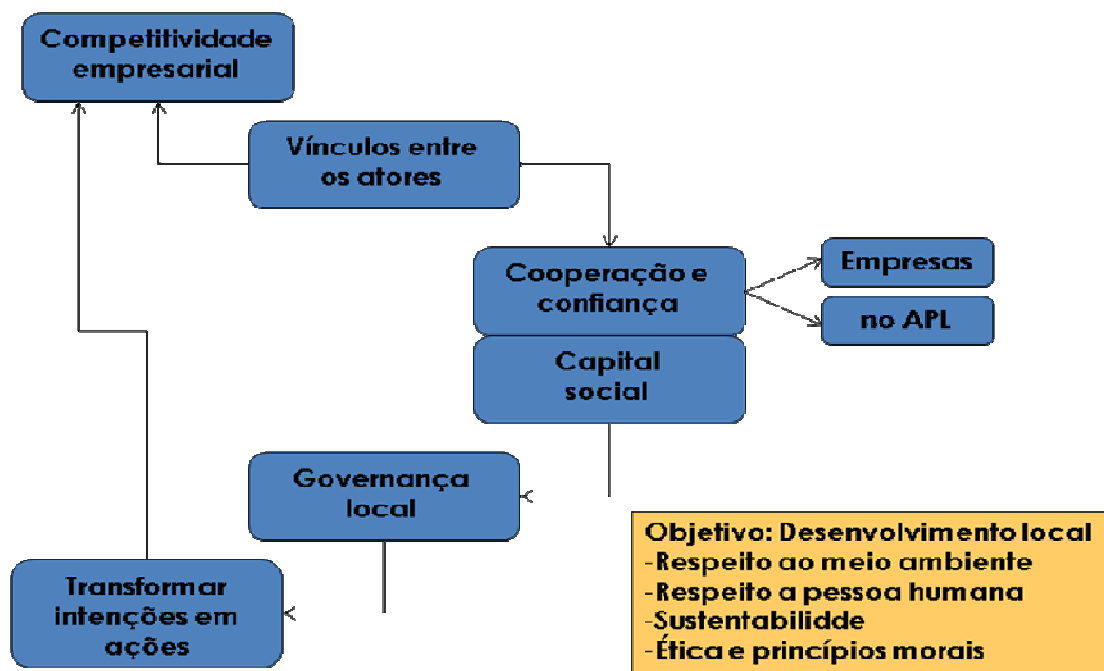 Competitividade
empresarial
Vínculos entre
os atores
Cooperação e
confiança
Empresas
no APL
Capital
social
Governança
local
Transformar
intenções em
ações
Objetivo: Desenvolvimento local
-Respeito ao meio ambiente
-Respeito a pessoa humana
-Sustentabilidde
-Ética e princípios morais